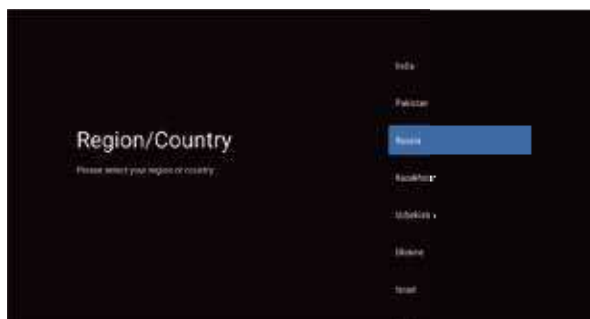 Region/Country
Please select your region or country.
India
Pakistan
Russia
Kazakhstan
Uzbekistan
Ukraine
Israel